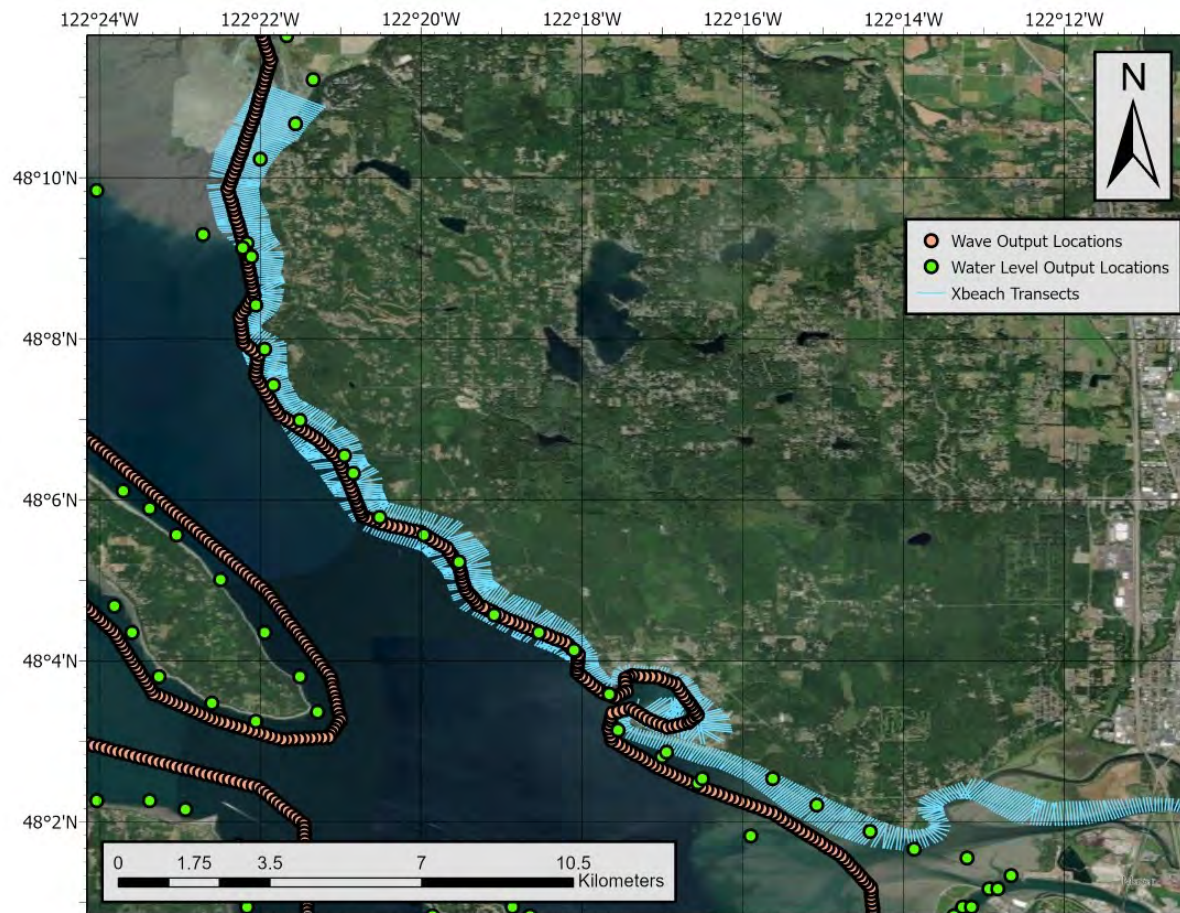 122°24'W 122°22'W 122°20'W 122°18'W 122°16'W 122°14'W 122°12'W
N
48°10'N
Wave Output Locations
Water Level Output Locations
Xbeach Transects
48°8'N
48°6'N
48°4'N
48°2'N
0 1.75 3.5 7 10.5
Kilometers